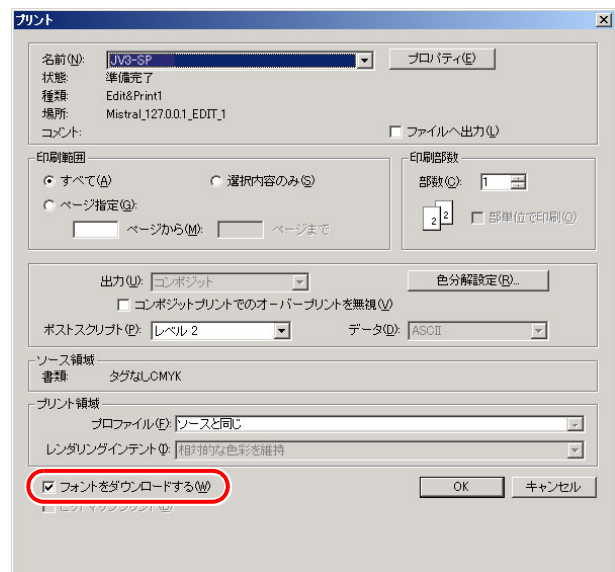 プリント
名前(N): JV3-SP プロパティ(E)
状態: 準備完了
種類: Edit&Print1
場所: Mistral_127.0.0.1_EDIT_1
コメント: ファイルへ出力(L)
印刷範囲
すべて(A) 選択内容のみ(S)
ページ指定(G):
ページから(M): ページまで
印刷部数
部数(C): 1
2 2 部単位で印刷(O)
出力(U): コンポジット 色分解設定(R)...
コンポジットプリントでのオーバープリントを無視(V)
ポストスクリプト(P): レベル 2 データ(D): ASCII
ソース領域
書類: タグなしCMYK
プリント領域
プロファイル(F): ソースと同じ
レンダリングインテント(I): 相対的な色彩を維持
フォントをダウンロードする(W) OK キャンセル